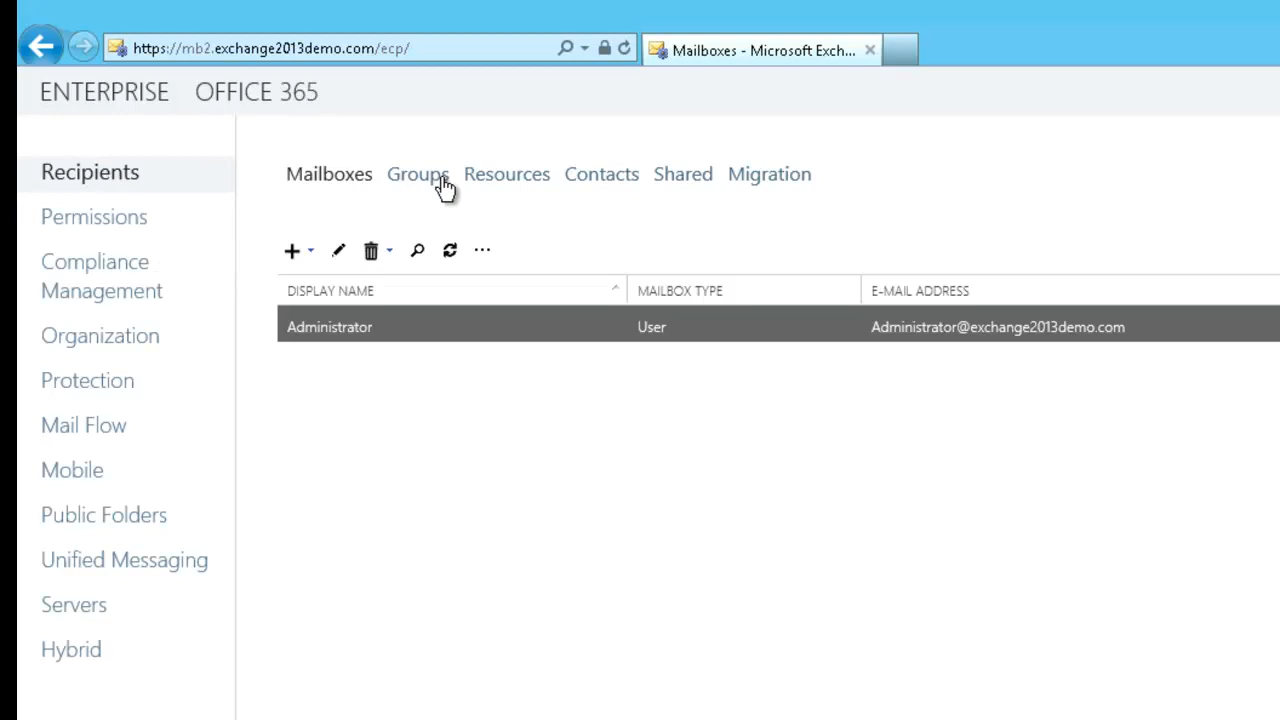 https://mb2.exchange2013demo.com/ecp/
Mailboxes - Microsoft Exch...
ENTERPRISE OFFICE 365
Recipients
Permissions
Compliance
Management
Organization
Protection
Mail Flow
Mobile
Public Folders
Unified Messaging
Servers
Hybrid
Mailboxes Groups Resources Contacts Shared Migration
DISPLAY NAME MAILBOX TYPE E-MAIL ADDRESS
Administrator User Administrator@exchange2013demo.com